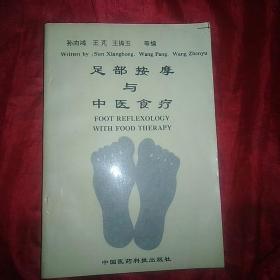 孙向鸿 王芃 王振玉 等编
Written by:Sun Xianghong, Wang Pang, Wang Zhenyu
足部按摩
与
中医食疗
FOOT REFLEXOLOGY
WITH FOOD THERAPY
中国医药科技出版社